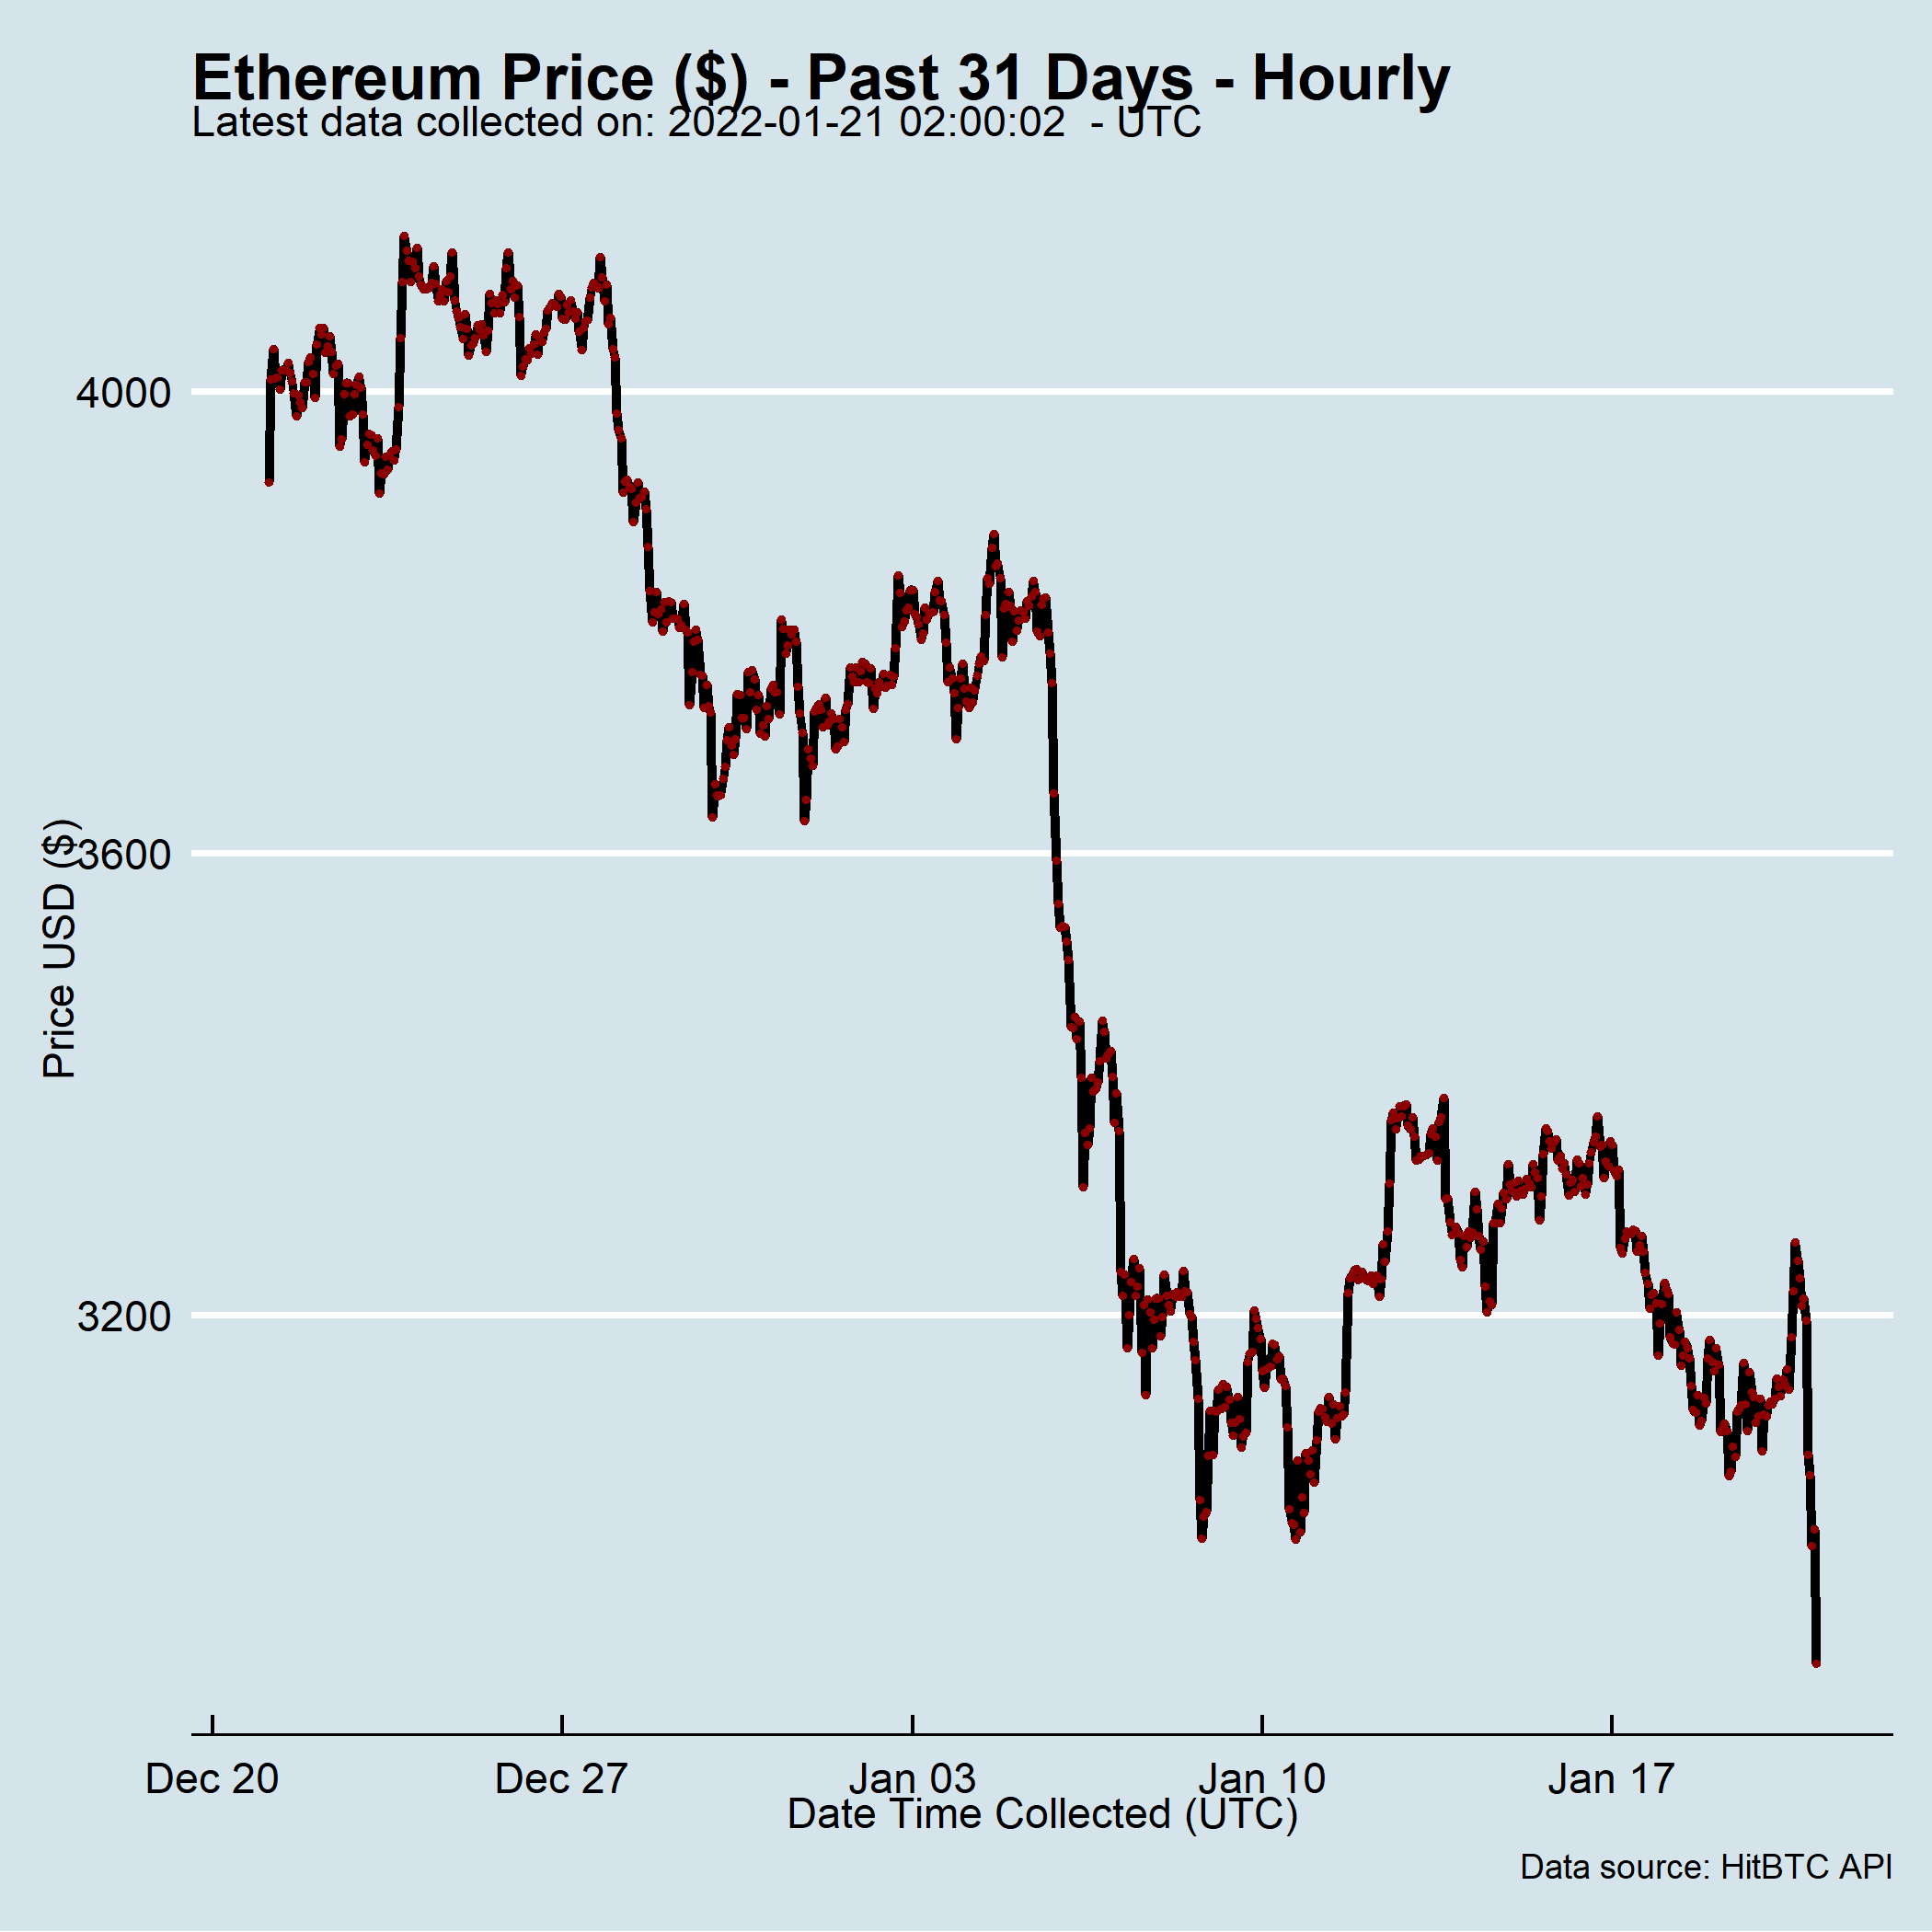 Ethereum Price ($) - Past 31 Days - Hourly
Latest data collected on: 2022-01-21 02:00:02  - UTC
4000
3600
3200
Price USD ($)
Dec 20
Dec 27
Jan 03
Jan 10
Jan 17
Date Time Collected (UTC)
Data source: HitBTC API